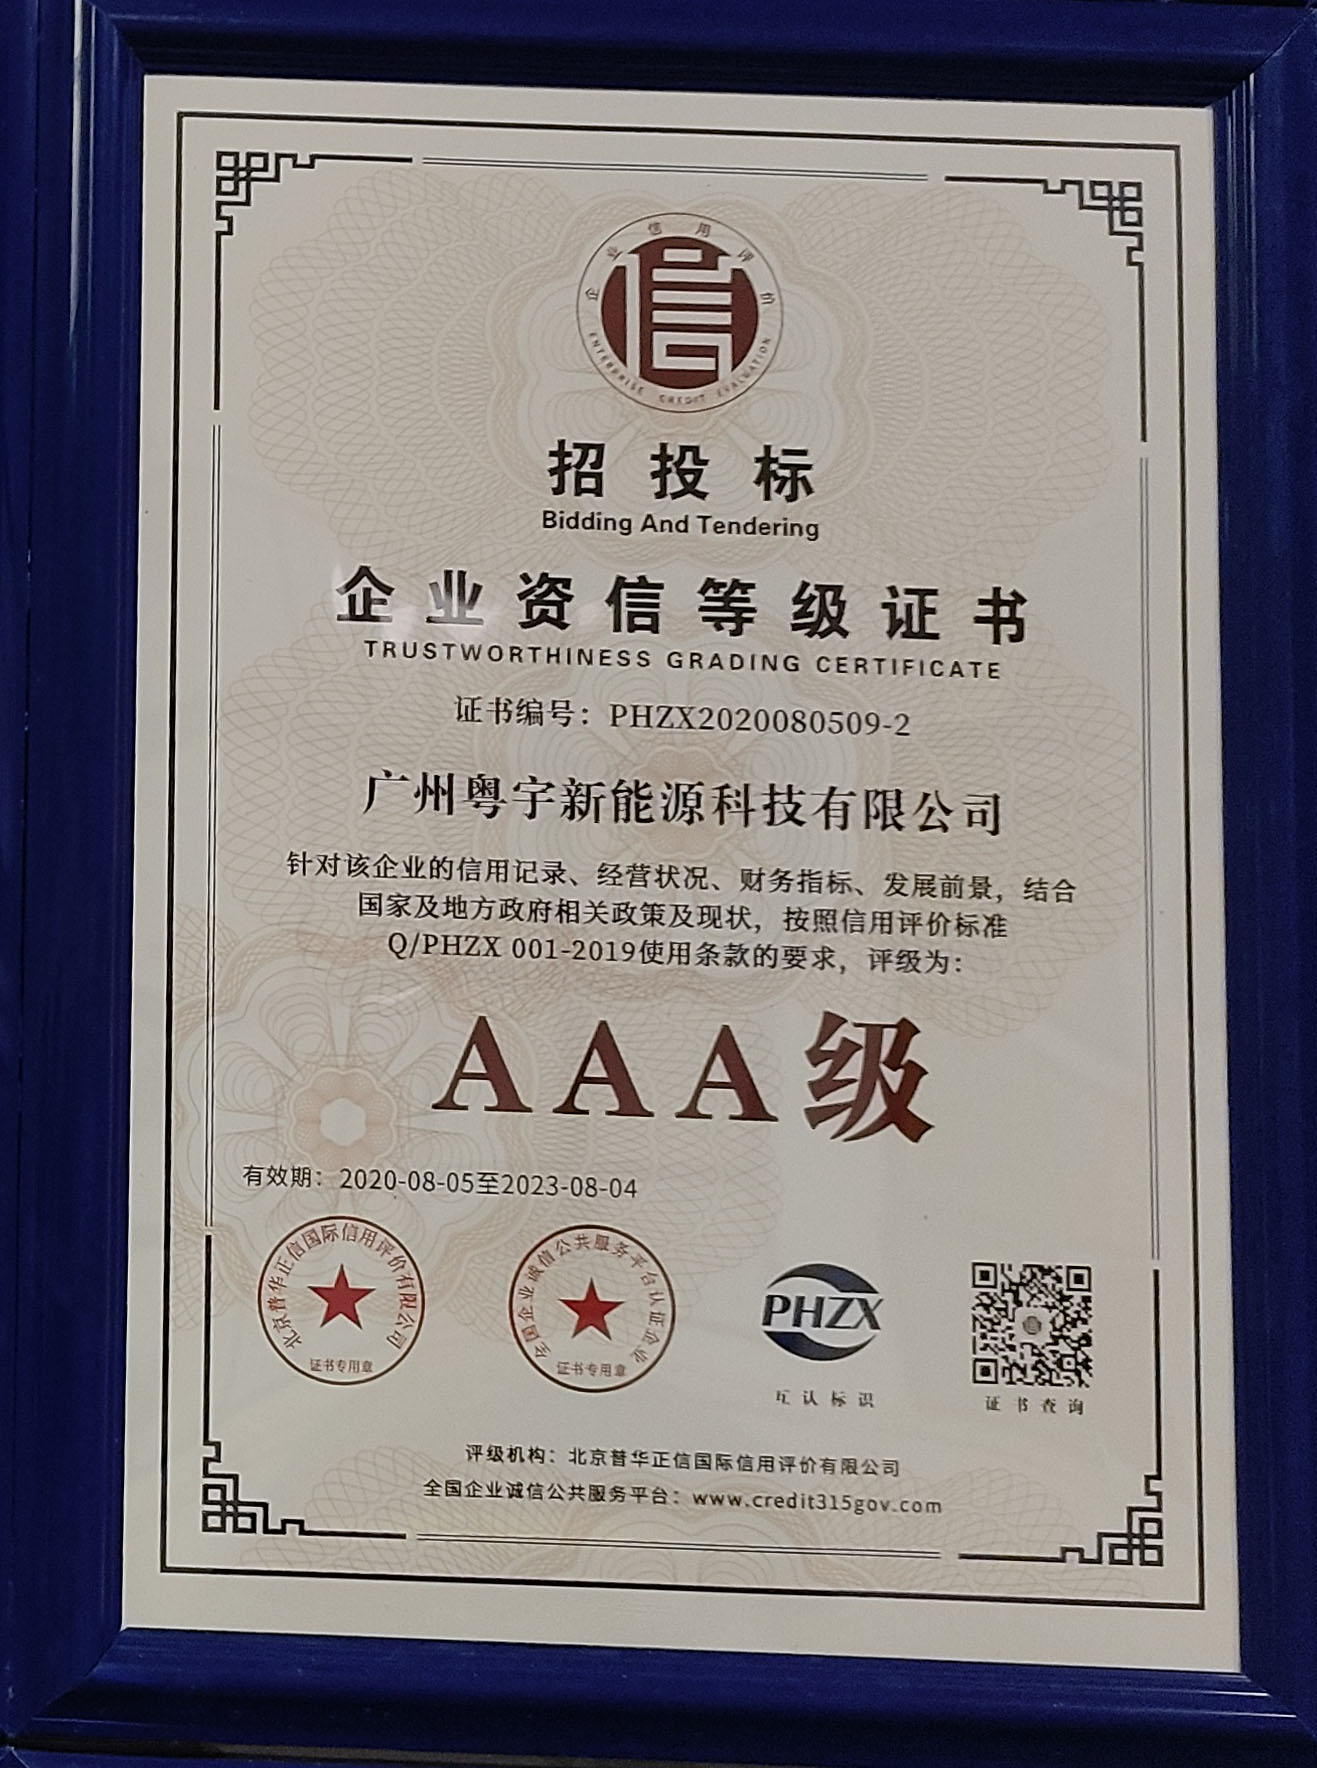 企业信用评价
信
ENTERPRISE CREDIT EVALUATION
招投标
Bidding And Tendering
企业资信等级证书
TRUSTWORTHINESS GRADING CERTIFICATE
证书编号：PHZX2020080509-2
广州粤宇新能源科技有限公司
针对该企业的信用记录、经营状况、财务指标、发展前景，结合
国家及地方政府相关政策及现状，按照信用评价标准
Q/PHZX 001-2019使用条款的要求，评级为：
AAA级
有效期：2020-08-05至2023-08-04
北京普华正信国际信用评价有限公司
证书专用章
全国企业诚信公共服务平台认证企业
证书专用章
PHZX
互认标识
证书查询
评级机构：北京普华正信国际信用评价有限公司
全国企业诚信公共服务平台：www.credit315gov.com